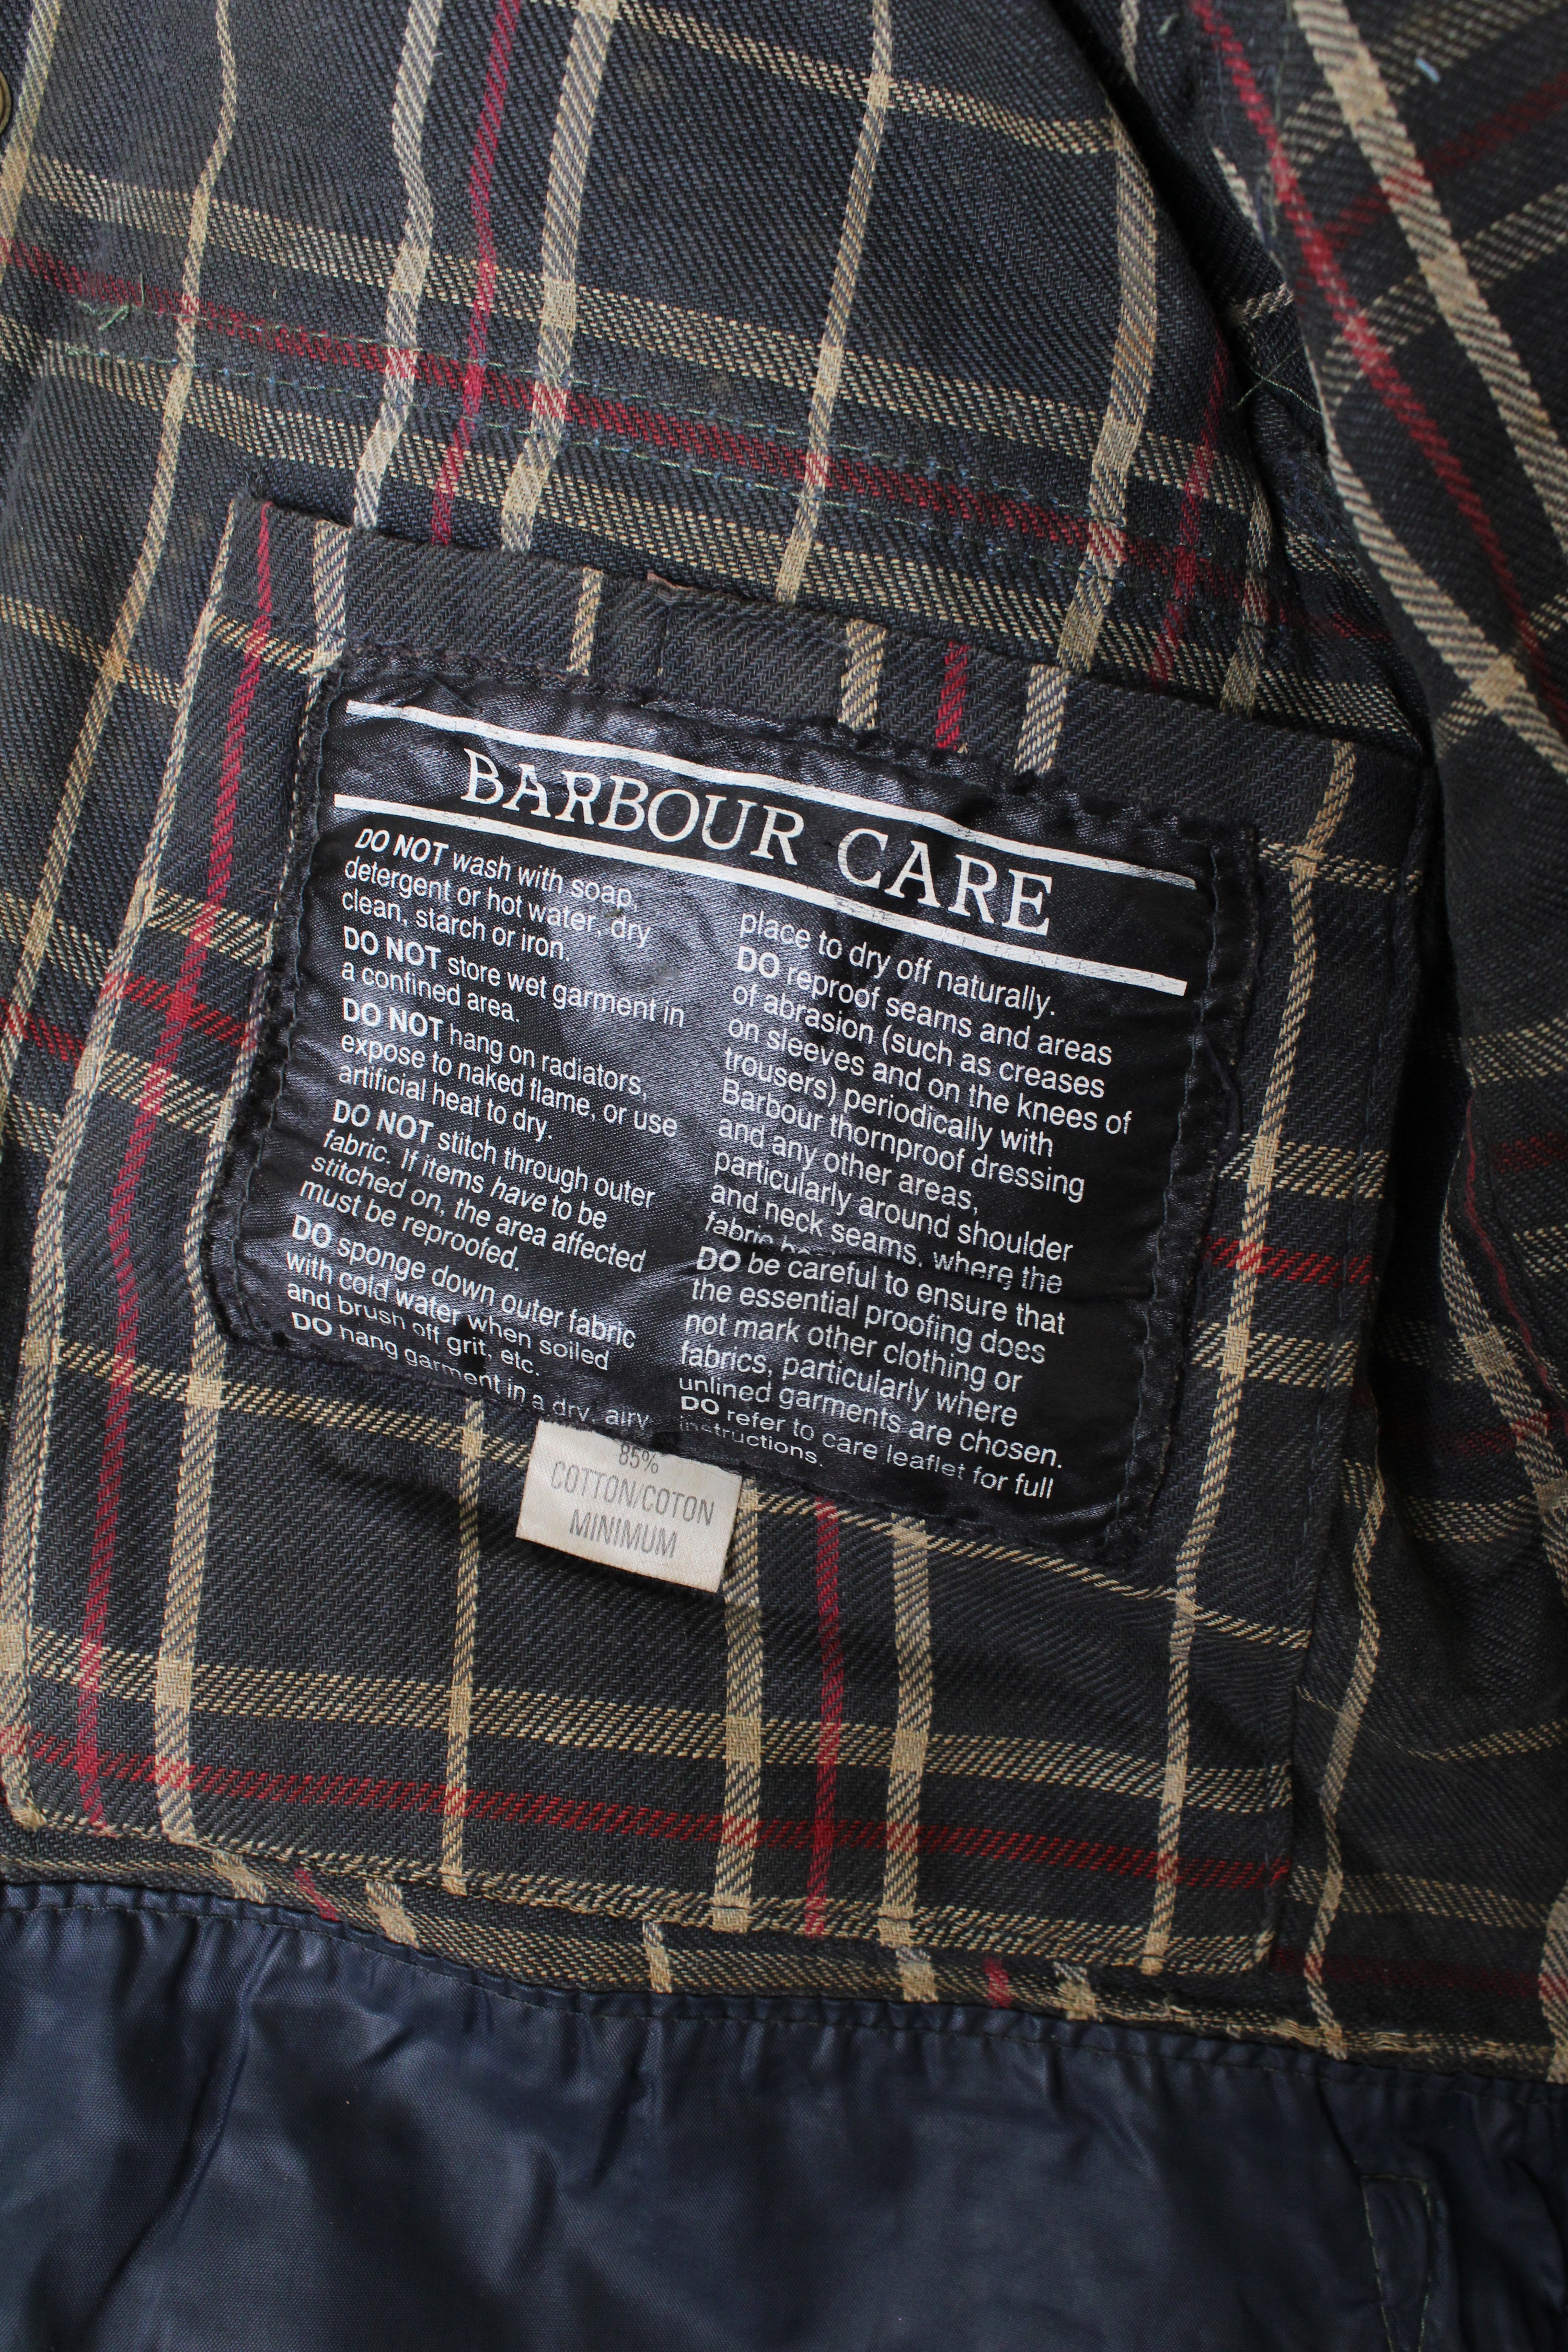 BARBOUR CARE
DO NOT wash with soap,
detergent or hot water, dry
clean, starch or iron.
DO NOT store wet garment in
a confined area.
DO NOT hang on radiators,
expose to naked flame, or use
artificial heat to dry.
DO NOT stitch through outer
fabric. If items have to be
stitched on, the area affected
must be reproofed.
DO sponge down outer fabric
with cold water when soiled
and brush off grit, etc.
DO hang garment in a dry, airy
place to dry off naturally.
DO reproof seams and areas
of abrasion (such as creases
on sleeves and on the knees of
trousers) periodically with
Barbour thornproof dressing
and any other areas,
particularly around shoulder
and neck seams, where the
fabric
DO be careful to ensure that
the essential proofing does
not mark other clothing or
fabrics, particularly where
unlined garments are chosen.
DO refer to care leaflet for full
instructions.
85%
COTTON/COTON
MINIMUM